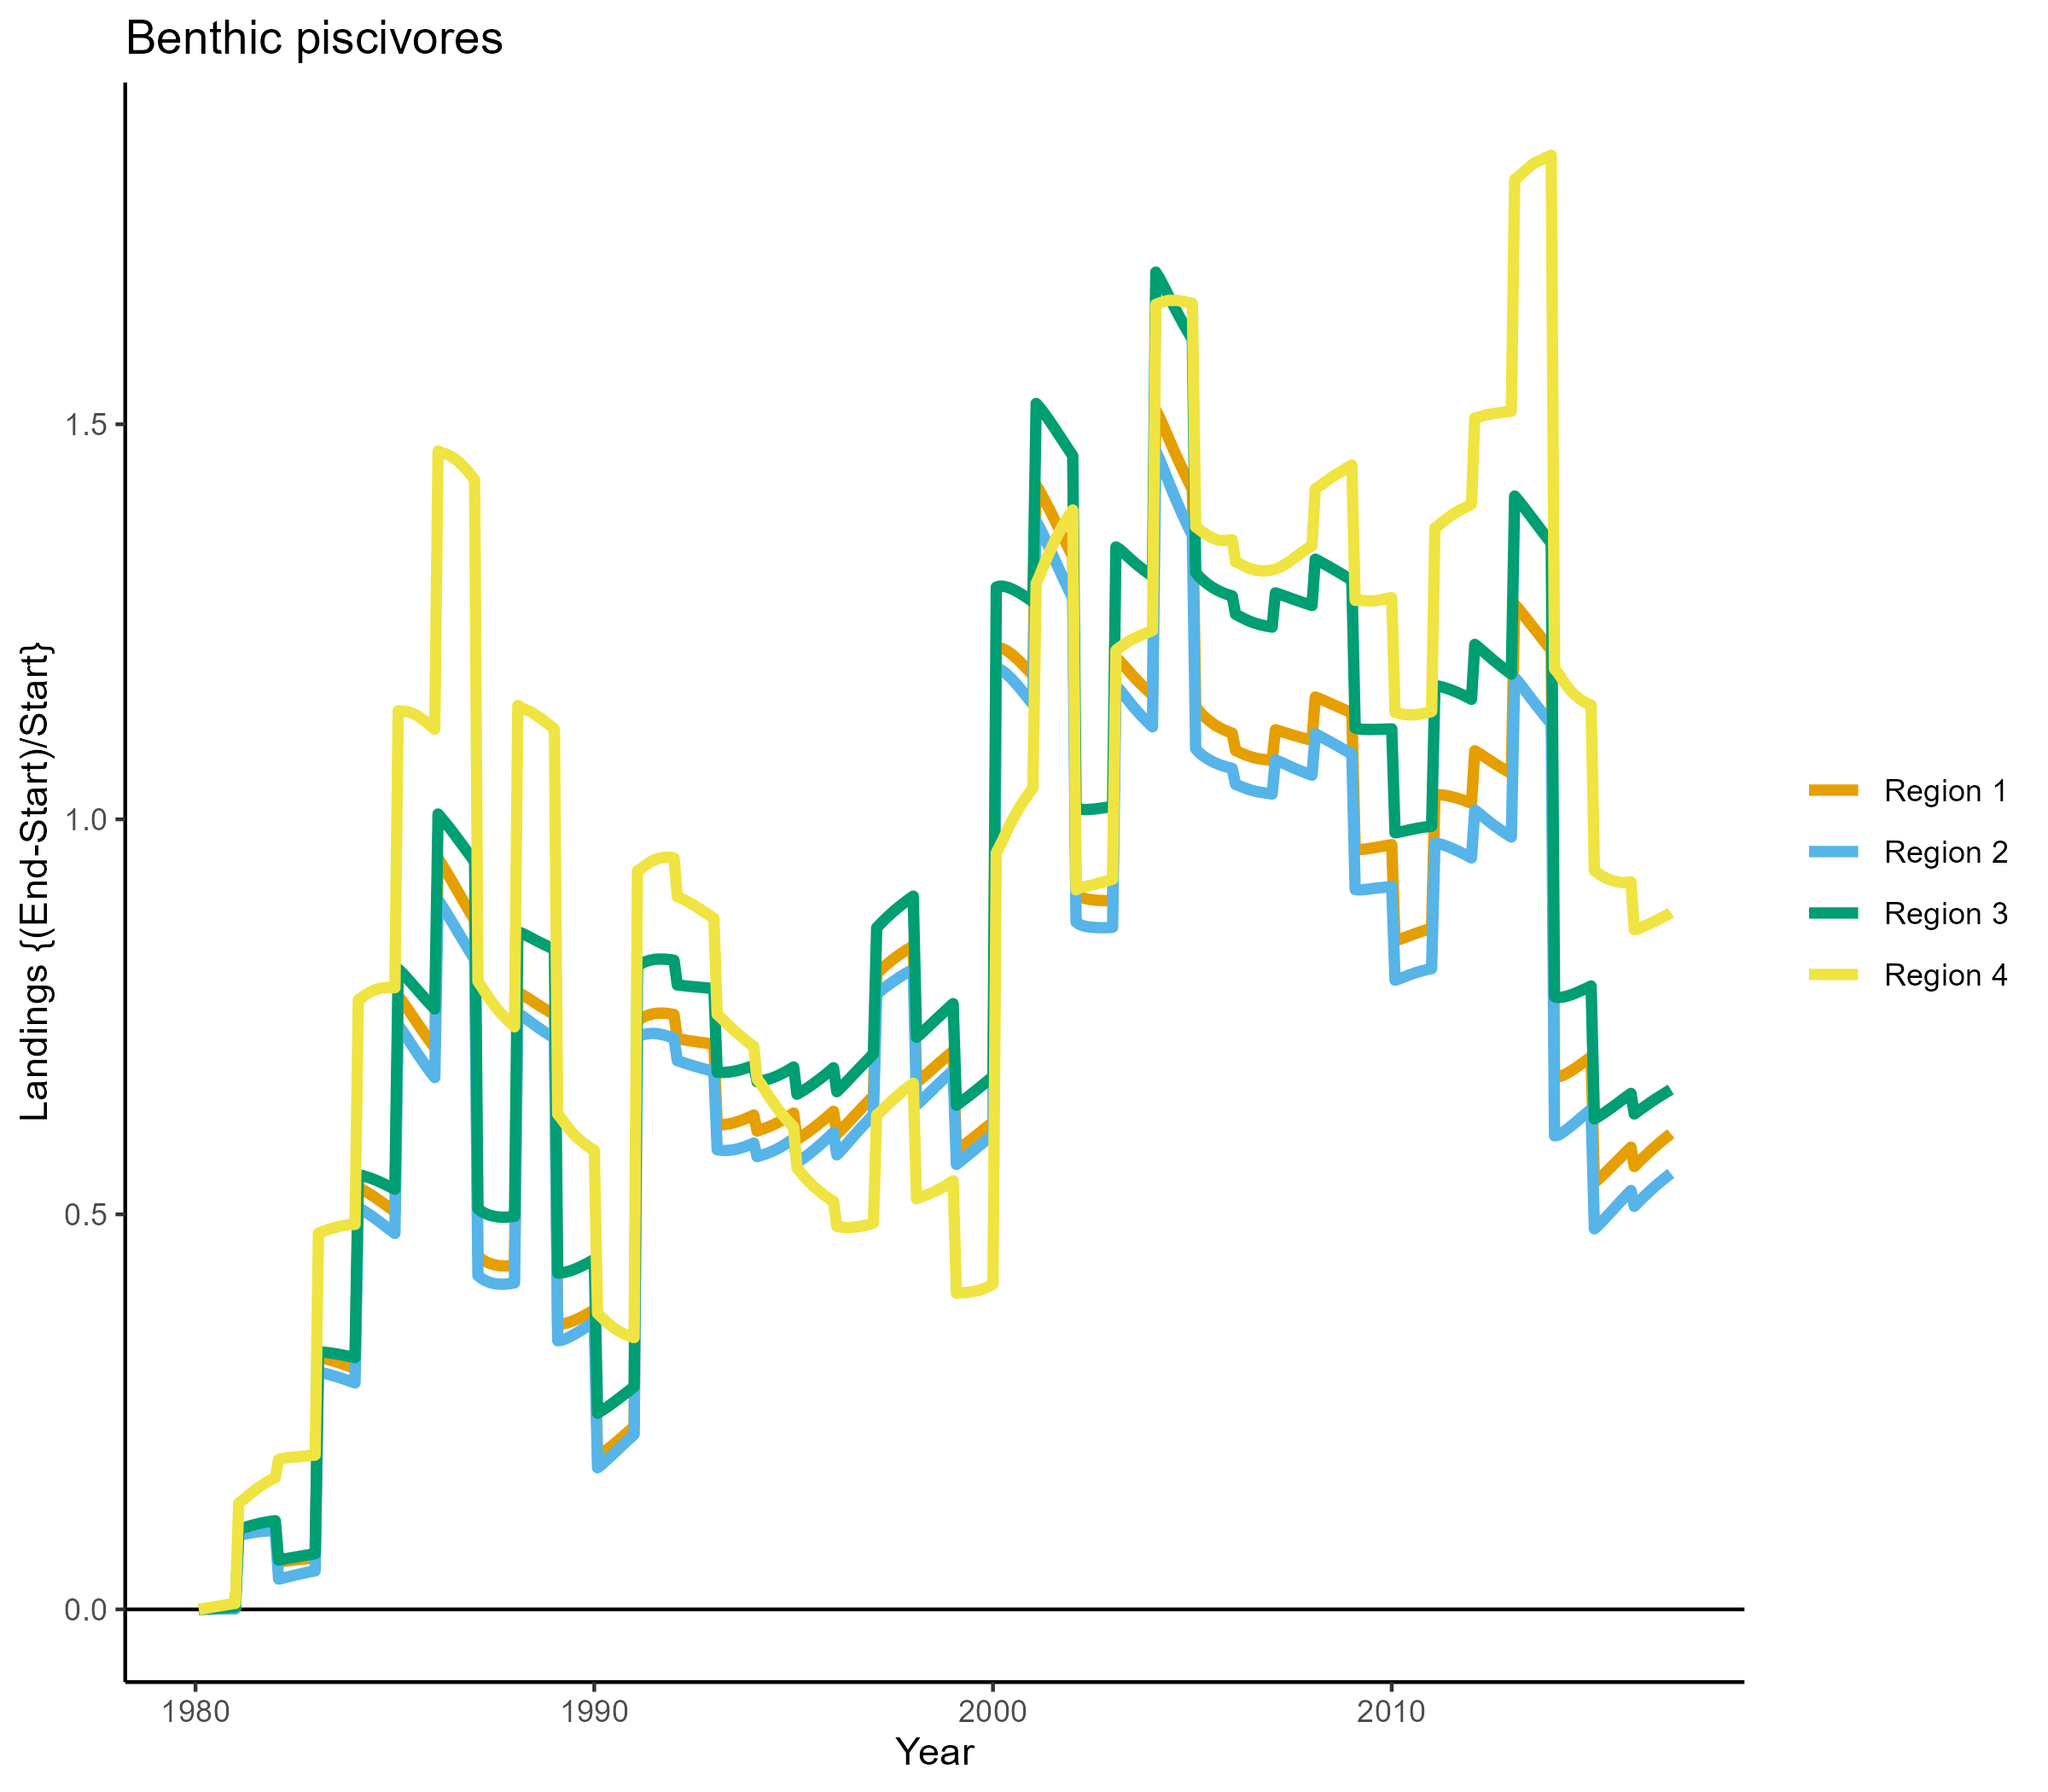 Benthic piscivores
Landings {(End-Start)/Start}
1.5
1.0
0.5
0.0
1980
1990
2000
2010
Year
Region 1
Region 2
Region 3
Region 4